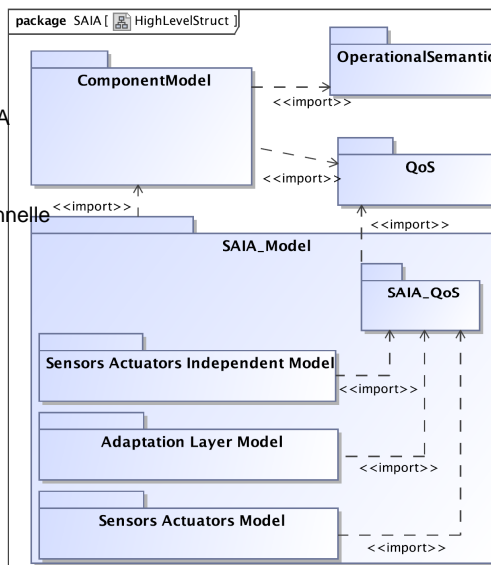 package SAIA [ HighLevelStruct ]
OperationalSemantic
ComponentModel
<<import>>
A
QoS
<<import>>
<<import>>
nnelle
<<import>>
SAIA_Model
SAIA_QoS
Sensors Actuators Independent Model
<<import>>
Adaptation Layer Model
<<import>>
Sensors Actuators Model
<<import>>